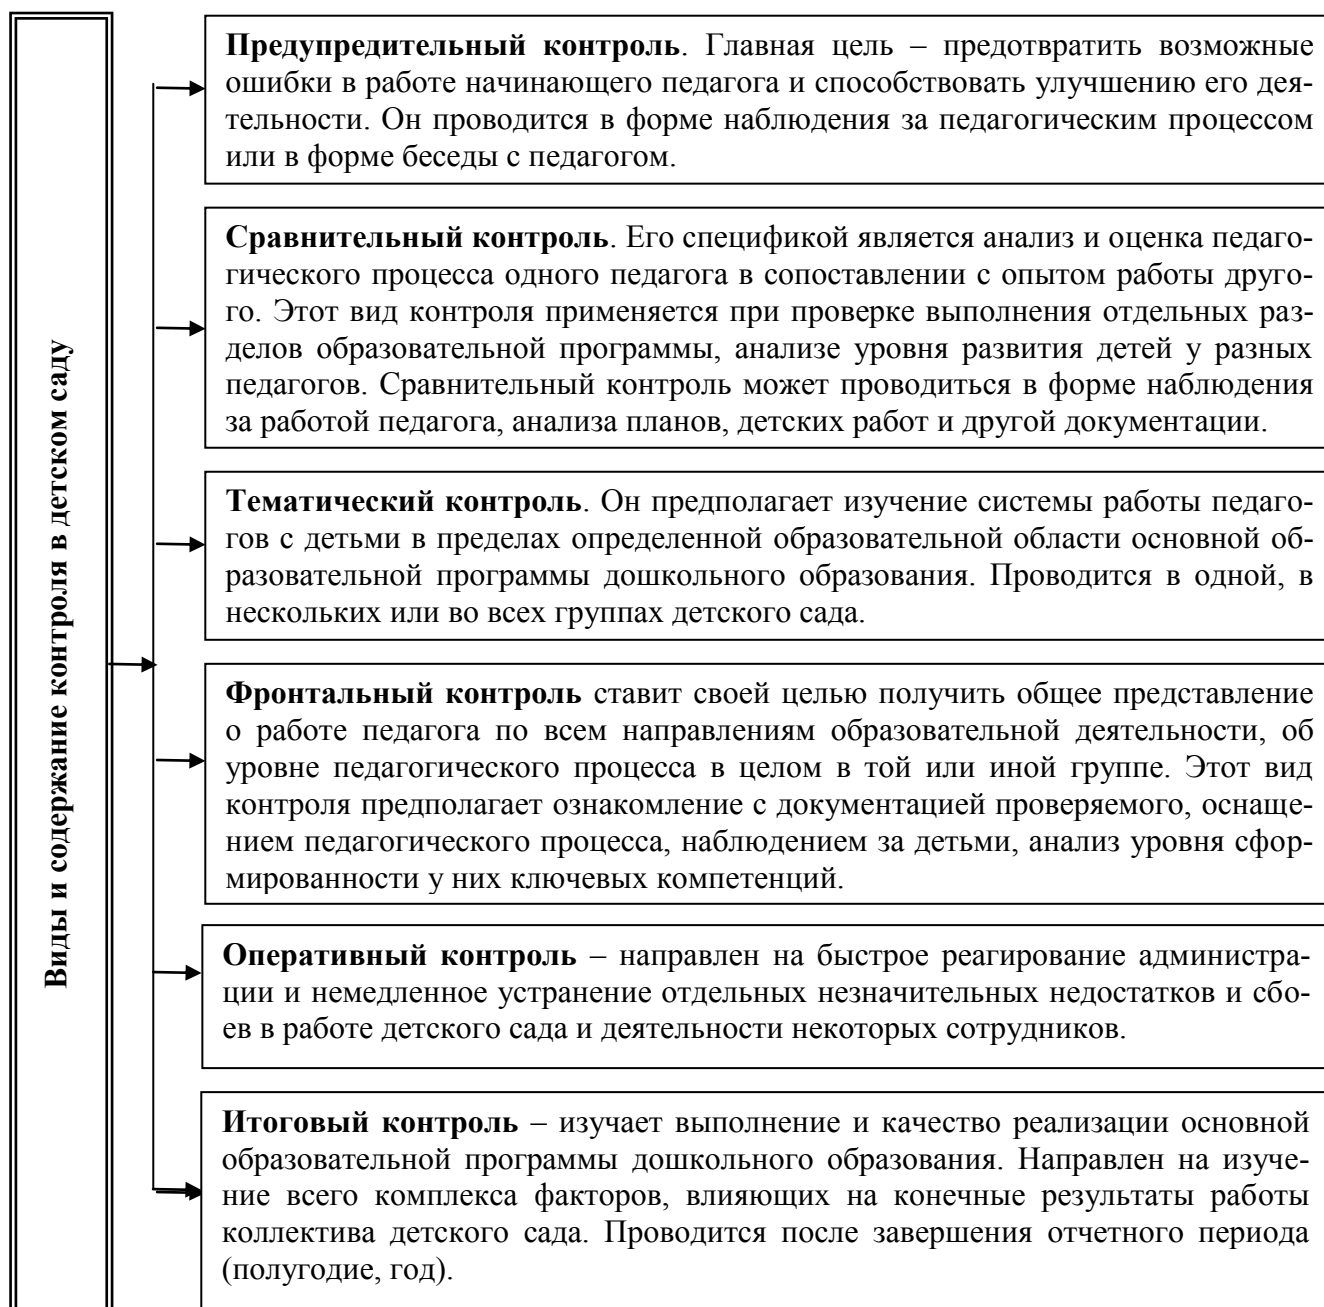 Виды и содержание контроля в детском саду
Предупредительный контроль. Главная цель – предотвратить возможные
ошибки в работе начинающего педагога и способствовать улучшению его дея-
тельности. Он проводится в форме наблюдения за педагогическим процессом
или в форме беседы с педагогом.
Сравнительный контроль. Его спецификой является анализ и оценка педаго-
гического процесса одного педагога в сопоставлении с опытом работы друго-
го. Этот вид контроля применяется при проверке выполнения отдельных раз-
делов образовательной программы, анализе уровня развития детей у разных
педагогов. Сравнительный контроль может проводиться в форме наблюдения
за работой педагога, анализа планов, детских работ и другой документации.
Тематический контроль. Он предполагает изучение системы работы педаго-
гов с детьми в пределах определенной образовательной области основной об-
разовательной программы дошкольного образования. Проводится в одной, в
нескольких или во всех группах детского сада.
Фронтальный контроль ставит своей целью получить общее представление
о работе педагога по всем направлениям образовательной деятельности, об
уровне педагогического процесса в целом в той или иной группе. Этот вид
контроля предполагает ознакомление с документацией проверяемого, оснаще-
нием педагогического процесса, наблюдением за детьми, анализ уровня сфор-
мированности у них ключевых компетенций.
Оперативный контроль – направлен на быстрое реагирование администра-
ции и немедленное устранение отдельных незначительных недостатков и сбо-
ев в работе детского сада и деятельности некоторых сотрудников.
Итоговый контроль – изучает выполнение и качество реализации основной
образовательной программы дошкольного образования. Направлен на изуче-
ние всего комплекса факторов, влияющих на конечные результаты работы
коллектива детского сада. Проводится после завершения отчетного периода
(полугодие, год).